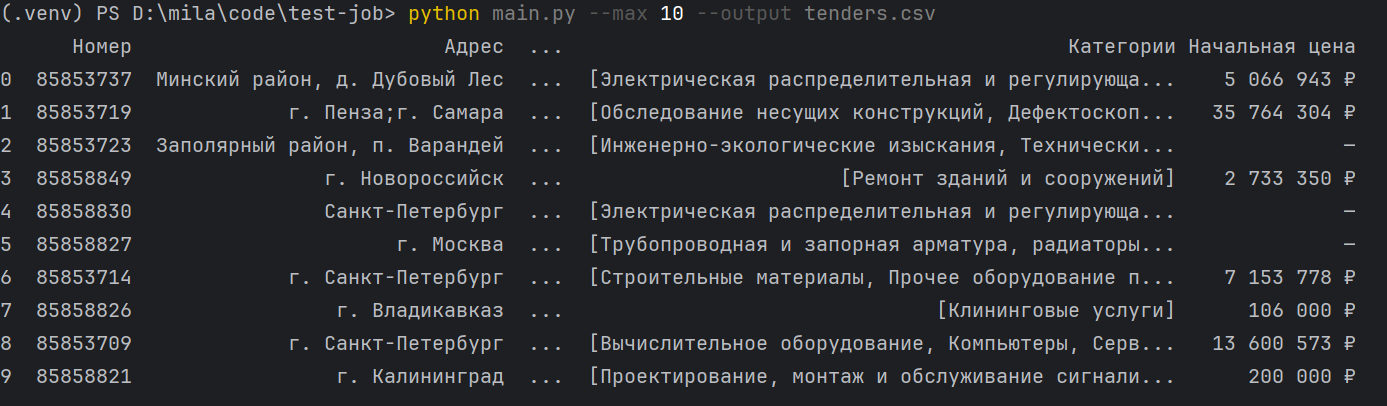 (.venv) PS D:\mila\code\test-job> python main.py --max 10 --output tenders.csv
Номер Адрес ... Категории Начальная цена
0 85853737 Минский район, д. Дубовый Лес ... [Электрическая распределительная и регулирующа... 5 066 943 ₽
1 85853719 г. Пенза;г. Самара ... [Обследование несущих конструкций, Дефектоскоп... 35 764 304 ₽
2 85853723 Заполярный район, п. Варандей ... [Инженерно-экологические изыскания, Технически... —
3 85858849 г. Новороссийск ... [Ремонт зданий и сооружений] 2 733 350 ₽
4 85858830 Санкт-Петербург ... [Электрическая распределительная и регулирующа... —
5 85858827 г. Москва ... [Трубопроводная и запорная арматура, радиаторы... —
6 85853714 г. Санкт-Петербург ... [Строительные материалы, Прочее оборудование п... 7 153 778 ₽
7 85858826 г. Владикавказ ... [Клининговые услуги] 106 000 ₽
8 85853709 г. Санкт-Петербург ... [Вычислительное оборудование, Компьютеры, Серв... 13 600 573 ₽
9 85858821 г. Калининград ... [Проектирование, монтаж и обслуживание сигнали... 200 000 ₽